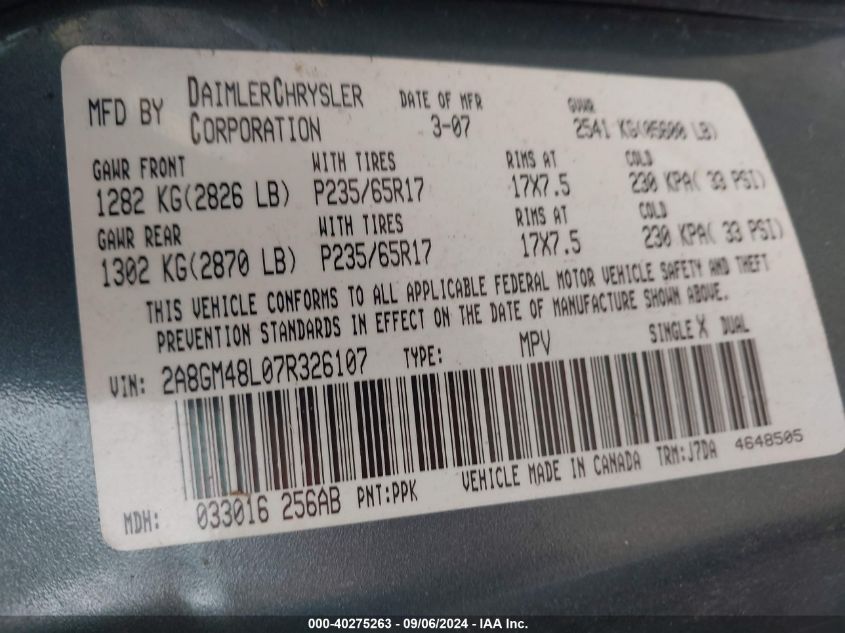 MFD BY DAIMLERCHRYSLER CORPORATION DATE OF MFR 3-07 GVWR 2541 KG(05600 LB)
GAWR FRONT WITH TIRES RIMS AT COLD
1282 KG(2826 LB) P235/65R17 17X7.5 230 KPA( 33 PSI)
GAWR REAR WITH TIRES RIMS AT COLD
1302 KG(2870 LB) P235/65R17 17X7.5 230 KPA( 33 PSI)
THIS VEHICLE CONFORMS TO ALL APPLICABLE FEDERAL MOTOR VEHICLE SAFETY AND THEFT
PREVENTION STANDARDS IN EFFECT ON THE DATE OF MANUFACTURE SHOWN ABOVE.
VIN: 2A8GM48L07R326107 TYPE: MPV SINGLE X DUAL
MDH: 033016 256AB PNT:PPK VEHICLE MADE IN CANADA TRM:J7DA 4648505
000-40275263 - 09/06/2024 - IAA Inc.